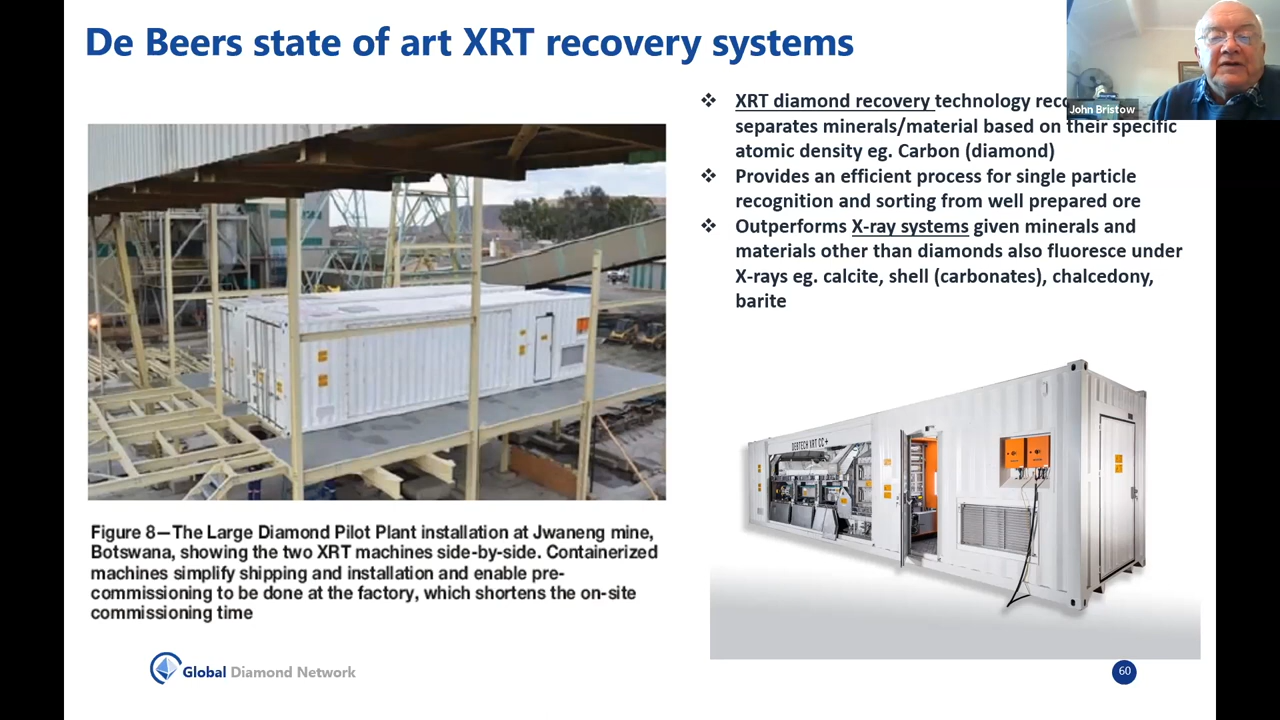 De Beers state of art XRT recovery systems
John Bristow
❖ XRT diamond recovery technology
separates minerals/material based on their specific
atomic density eg. Carbon (diamond)
❖ Provides an efficient process for single particle
recognition and sorting from well prepared ore
❖ Outperforms X-ray systems given minerals and
materials other than diamonds also fluoresce under
X-rays eg. calcite, shell (carbonates), chalcedony,
barite
DEBTECH XRT CC+
Figure 8—The Large Diamond Pilot Plant installation at Jwaneng mine,
Botswana, showing the two XRT machines side-by-side. Containerized
machines simplify shipping and installation and enable pre-
commissioning to be done at the factory, which shortens the on-site
commissioning time
Global Diamond Network
60